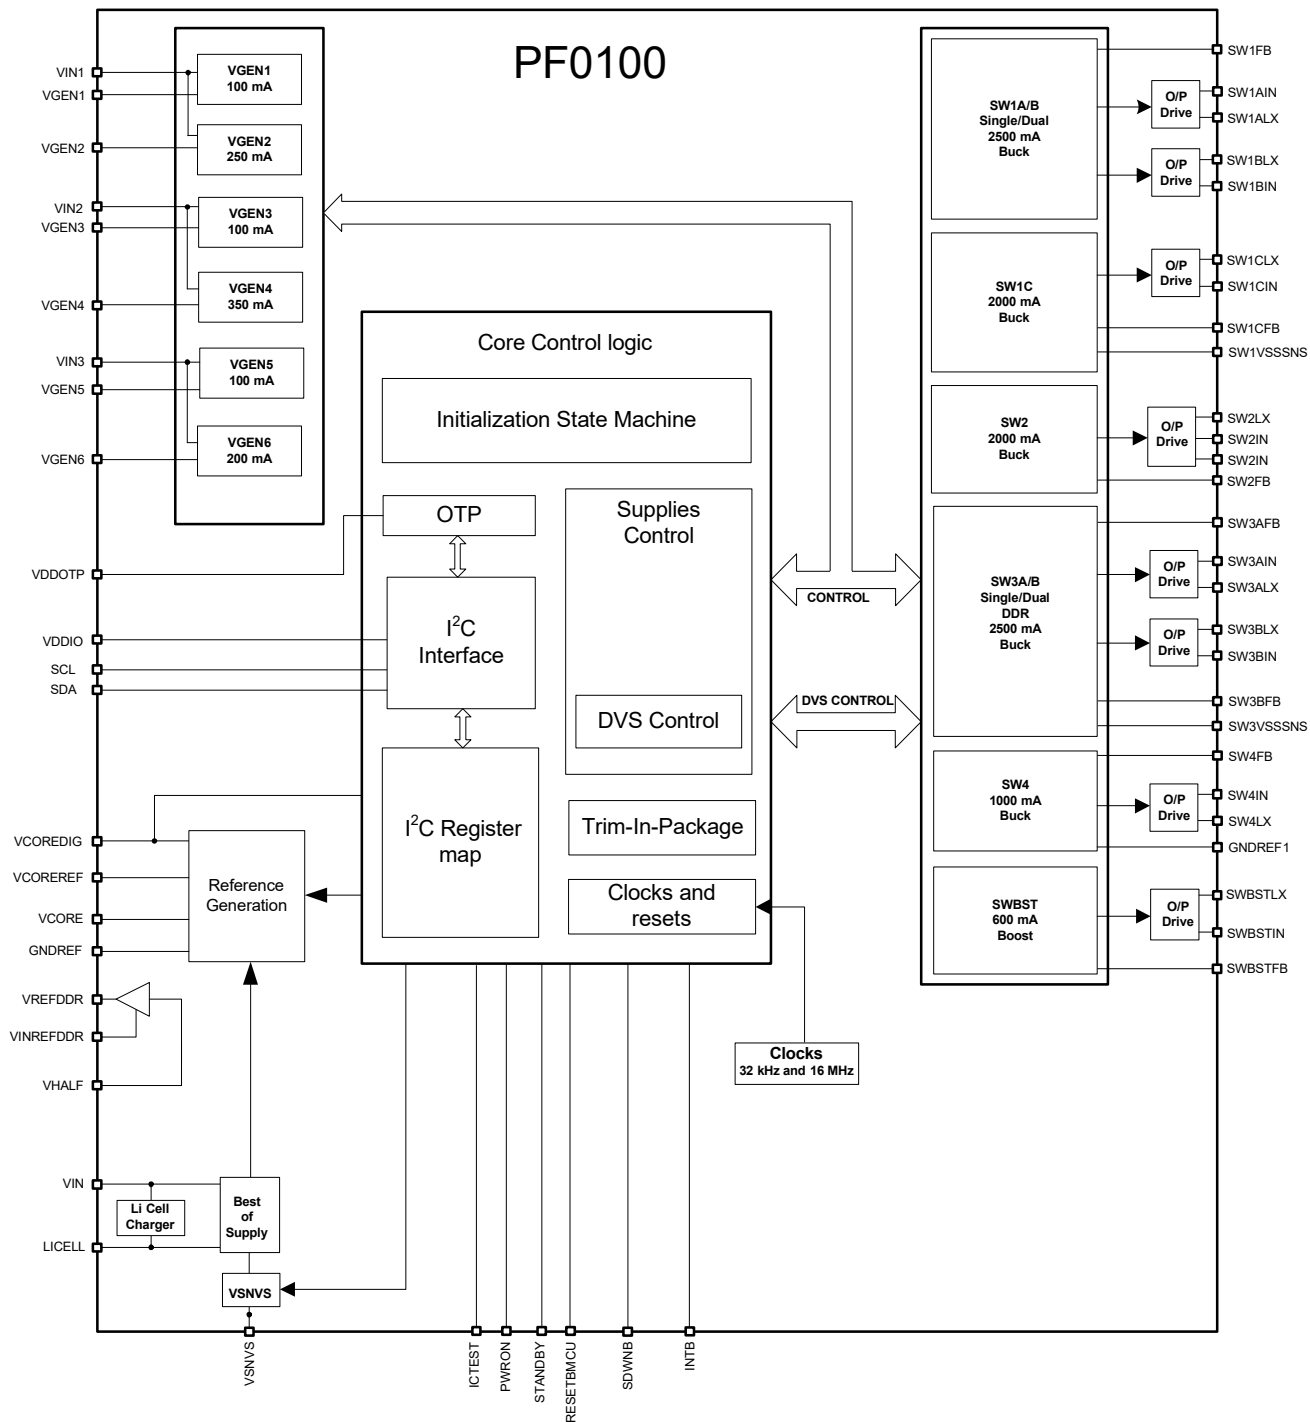 PF0100
VIN1
VGEN1
VGEN2
VIN2
VGEN3
VGEN4
VIN3
VGEN5
VGEN6
VDDOTP
VDDIO
SCL
SDA
VCOREDIG
VCOREREF
VCORE
GNDREF
VREFDDR
VINREFDDR
VHALF
VIN
LICELL
VGEN1
100 mA
VGEN2
250 mA
VGEN3
100 mA
VGEN4
350 mA
VGEN5
100 mA
VGEN6
200 mA
Core Control logic
Initialization State Machine
OTP
I²C
Interface
I²C Register
map
Supplies
Control
DVS Control
Trim-In-Package
Clocks and
resets
Reference
Generation
Clocks
32 kHz and 16 MHz
Li Cell
Charger
Best
of
Supply
VSNVS
CONTROL
DVS CONTROL
SW1A/B
Single/Dual
2500 mA
Buck
SW1C
2000 mA
Buck
SW2
2000 mA
Buck
SW3A/B
Single/Dual
DDR
2500 mA
Buck
SW4
1000 mA
Buck
SWBST
600 mA
Boost
O/P
Drive
O/P
Drive
O/P
Drive
O/P
Drive
O/P
Drive
O/P
Drive
O/P
Drive
O/P
Drive
SW1FB
SW1AIN
SW1ALX
SW1BLX
SW1BIN
SW1CLX
SW1CIN
SW1CFB
SW1VSSSNS
SW2LX
SW2IN
SW2IN
SW2FB
SW3AFB
SW3AIN
SW3ALX
SW3BLX
SW3BIN
SW3BFB
SW3VSSSNS
SW4FB
SW4IN
SW4LX
GNDREF1
SWBSTLX
SWBSTIN
SWBSTFB
VSNVS
ICTEST
PWRON
STANDBY
RESETBMCU
SDWNB
INTB